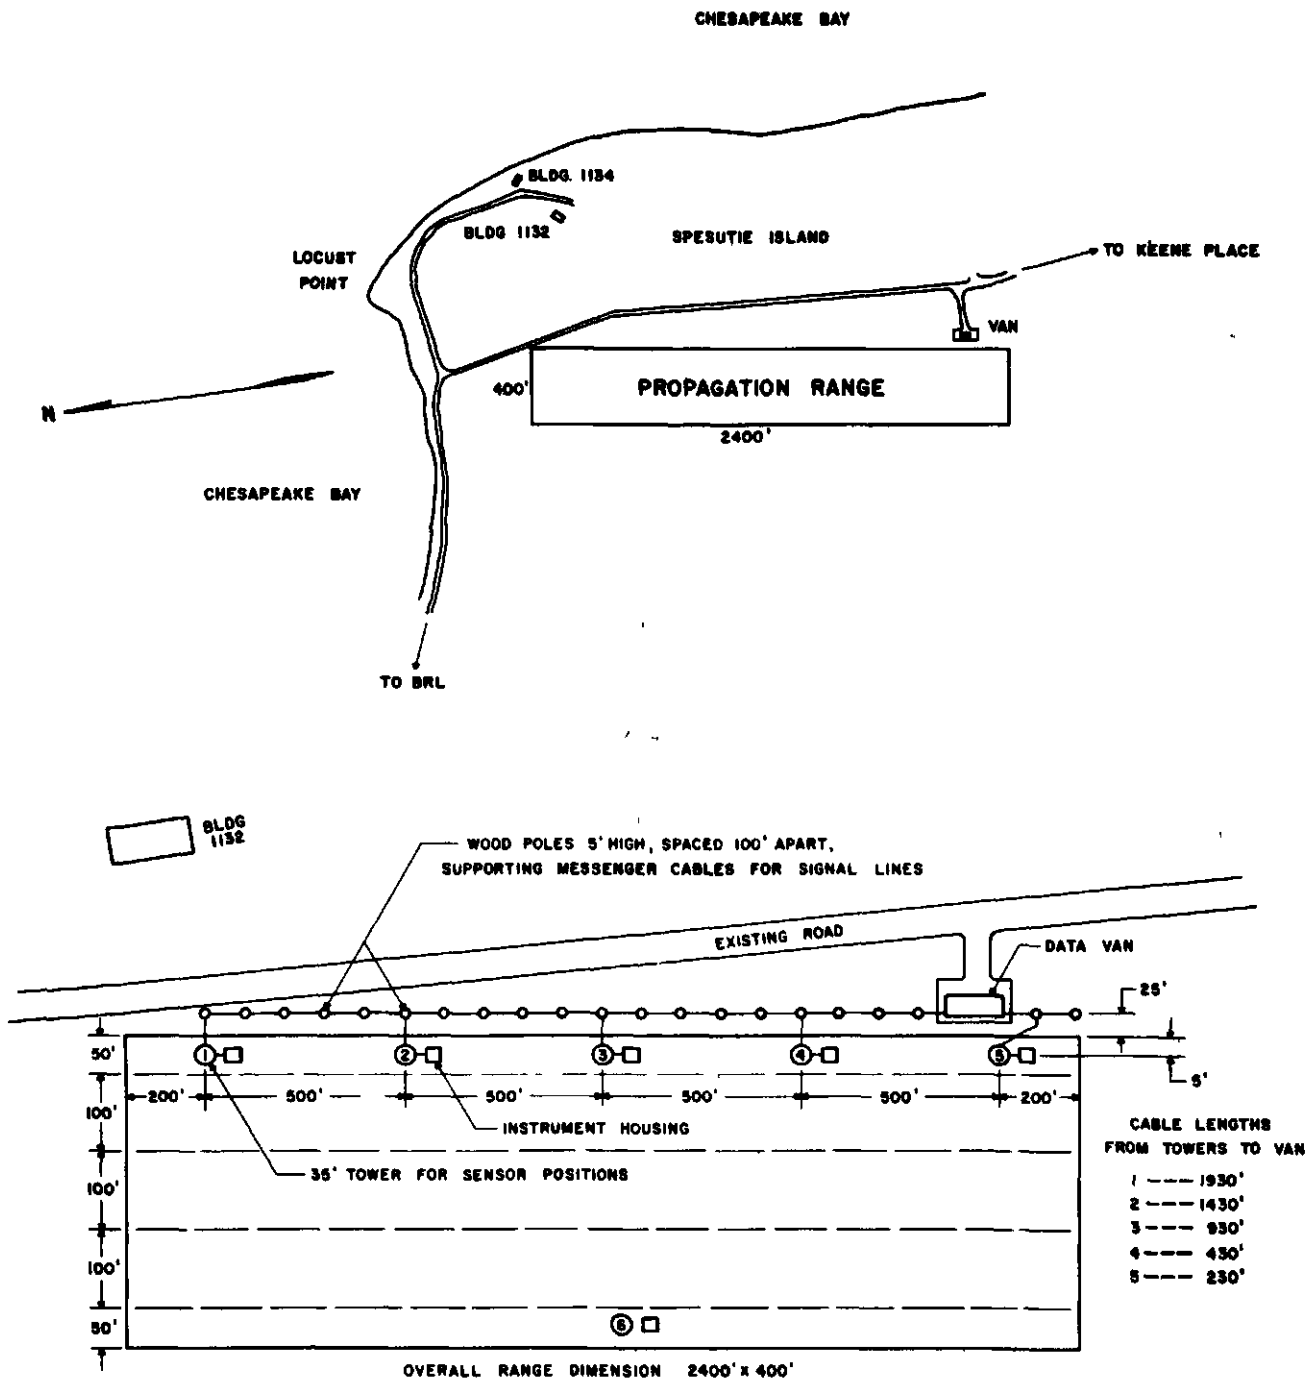 CHESAPEAKE BAY
BLDG. 1134
BLDG 1132
SPESUTIE ISLAND
LOCUST
POINT
TO KEENE PLACE
VAN
N
400'
PROPAGATION RANGE
2400'
CHESAPEAKE BAY
TO BRL
BLDG
1132
WOOD POLES 5' HIGH, SPACED 100' APART,
SUPPORTING MESSENGER CABLES FOR SIGNAL LINES
EXISTING ROAD
DATA VAN
25'
50'
1
2
3
4
5
5'
200'
500'
500'
500'
500'
200'
100'
INSTRUMENT HOUSING
35' TOWER FOR SENSOR POSITIONS
100'
100'
50'
6
CABLE LENGTHS
FROM TOWERS TO VAN
1 --- 1930'
2 --- 1430'
3 --- 930'
4 --- 430'
5 --- 230'
OVERALL RANGE DIMENSION 2400' X 400'